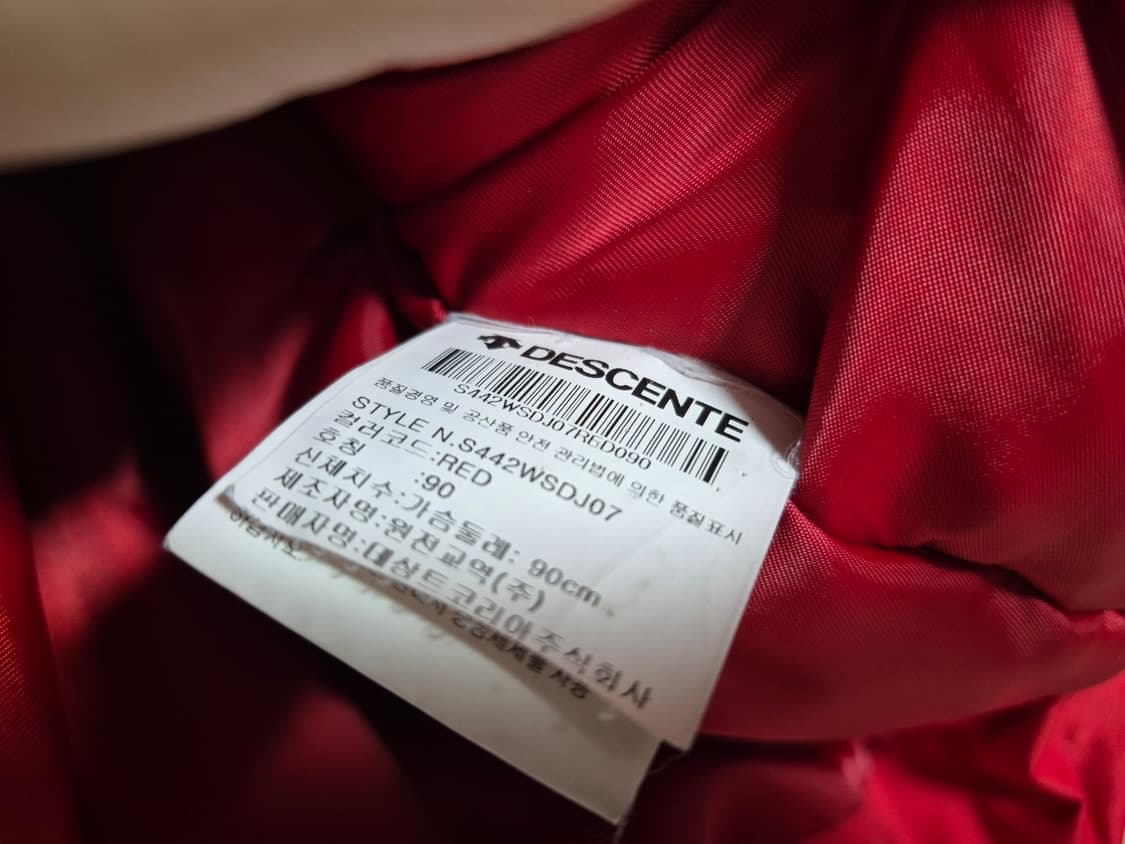 DESCENTE
S442WSDJ07RED090
품질경영 및 공산품 안전 관리법에 의한 품질표시
STYLE N.S442WSDJ07
컬러코드:RED
호칭 :90
신체치수:가슴둘레: 90cm
제조자명:원전교역(주)
판매자명:데상트코리아주식회사